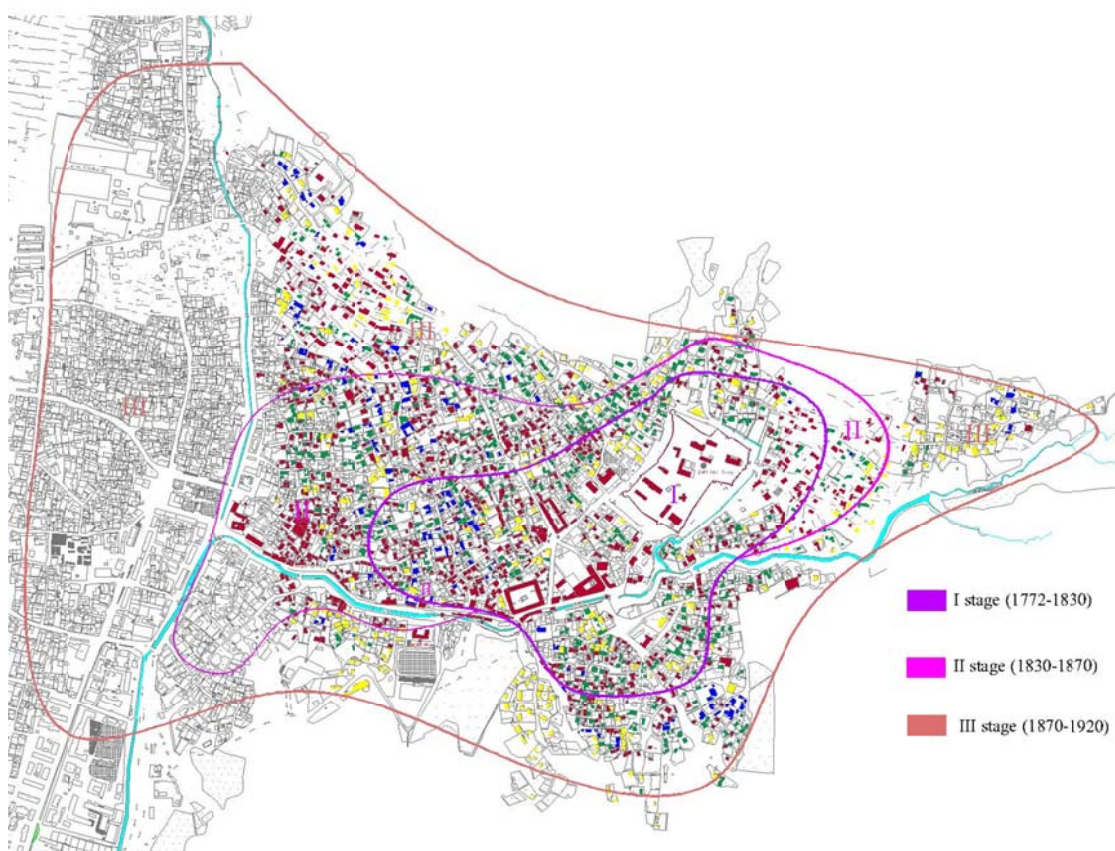 III
III
II
I
III
II
II
I stage (1772-1830)
II stage (1830-1870)
III stage (1870-1920)